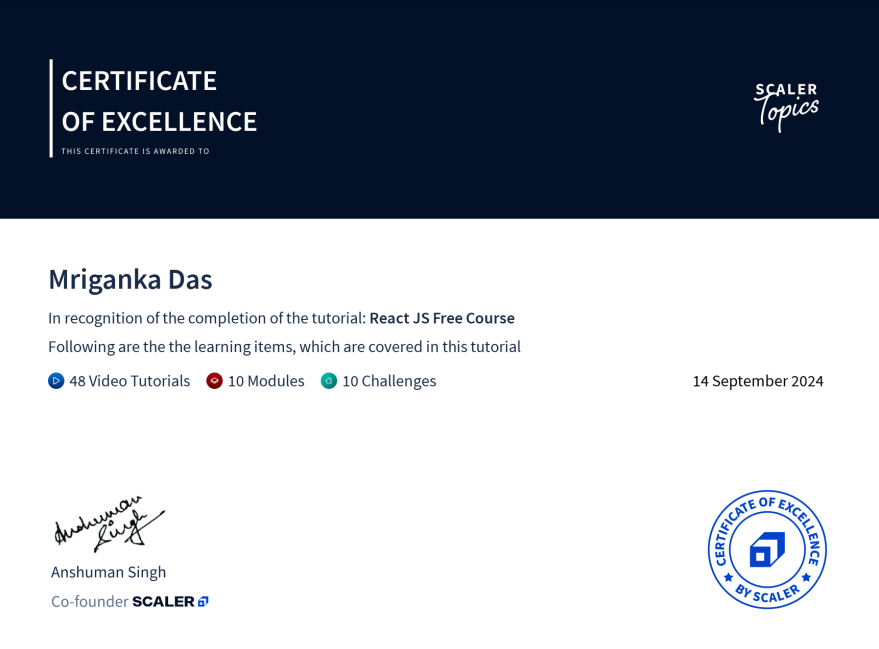 CERTIFICATE
OF EXCELLENCE
THIS CERTIFICATE IS AWARDED TO
SCALER
Topics
Mriganka Das
In recognition of the completion of the tutorial: React JS Free Course
Following are the the learning items, which are covered in this tutorial
48 Video Tutorials 10 Modules 10 Challenges
14 September 2024
Anshuman Singh
Anshuman Singh
Co-founder SCALER
CERTIFICATE OF EXCELLENCE
BY SCALER